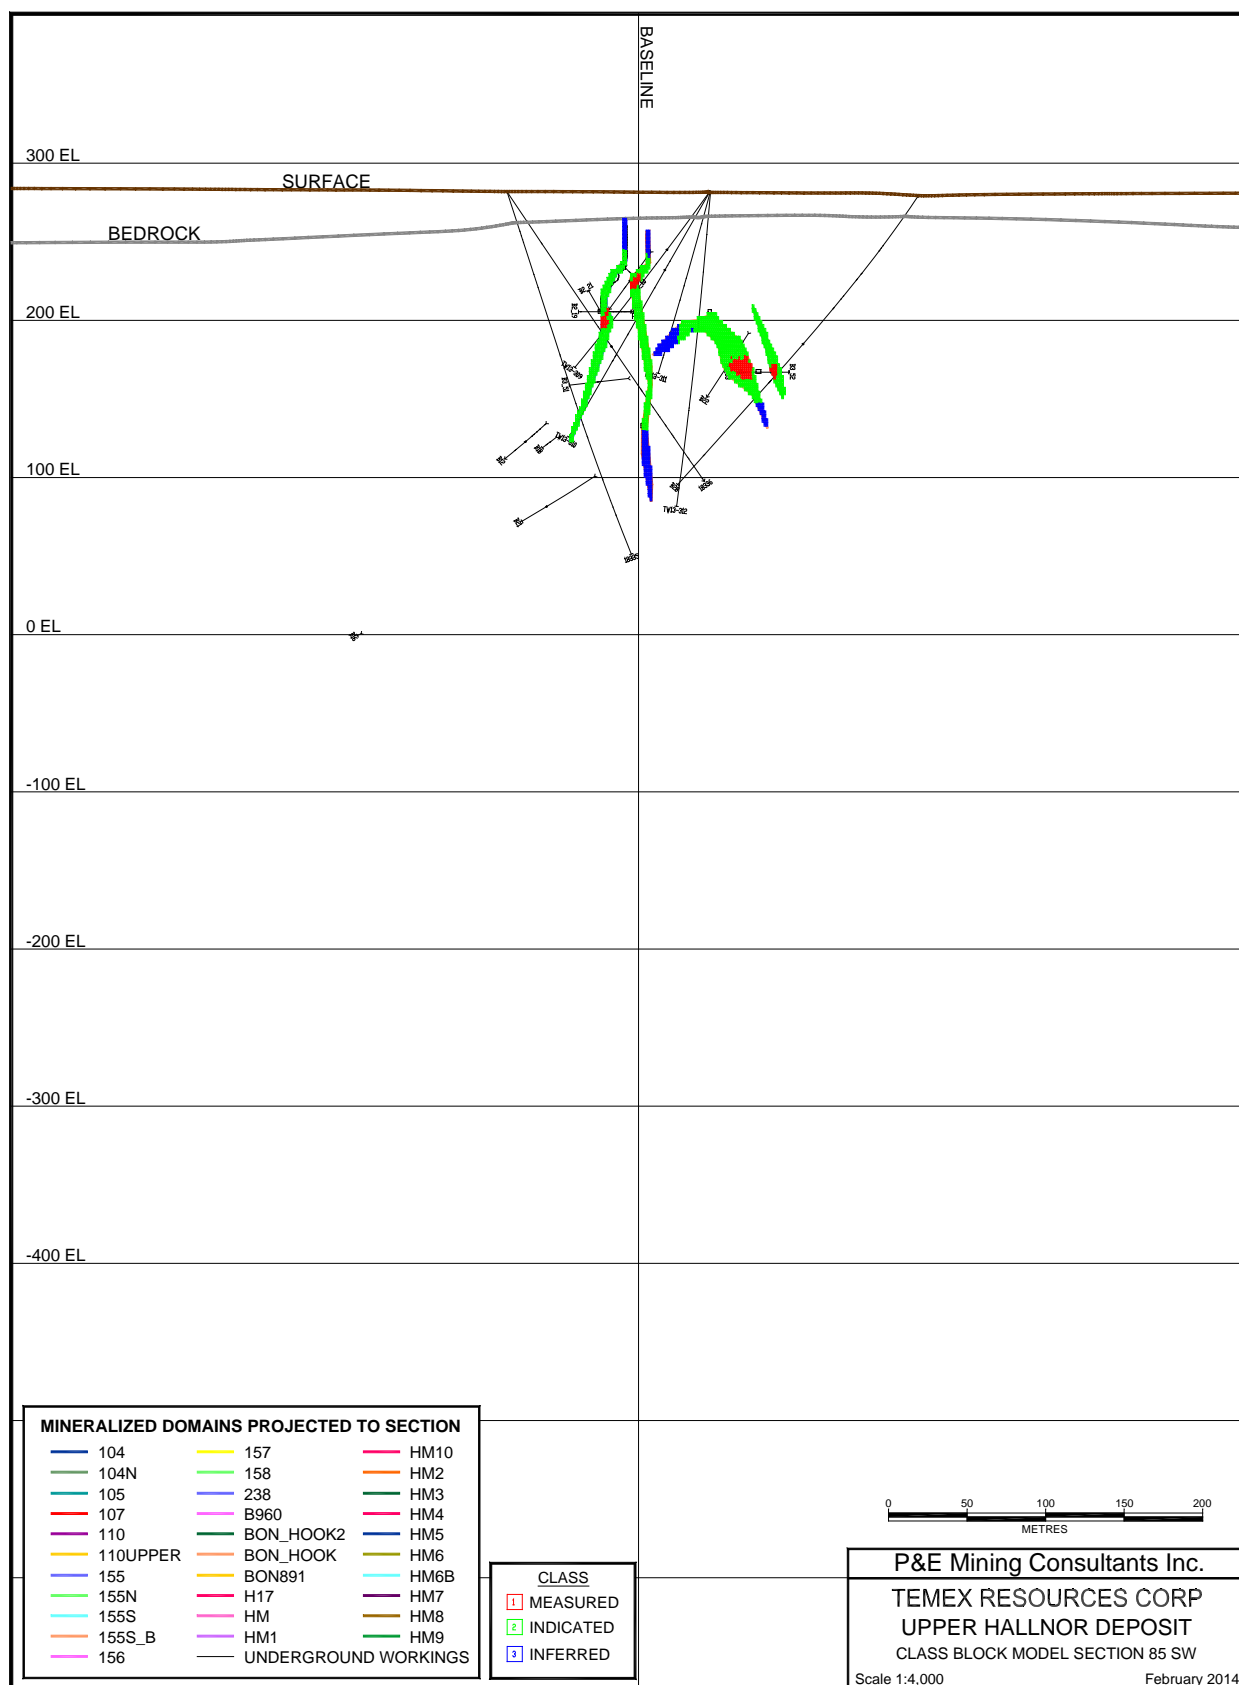 BASELINE
300 EL
SURFACE
BEDROCK
200 EL
100 EL
TW13-312
18936
18935
0 EL
-100 EL
-200 EL
-300 EL
-400 EL
MINERALIZED DOMAINS PROJECTED TO SECTION
104
104N
105
107
110
110UPPER
155
155N
155S
155S_B
156
157
158
238
B960
BON_HOOK2
BON_HOOK
BON891
H17
HM
HM1
UNDERGROUND WORKINGS
HM10
HM2
HM3
HM4
HM5
HM6
HM6B
HM7
HM8
HM9
CLASS
1 MEASURED
2 INDICATED
3 INFERRED
0 50 100 150 200
METRES
P&E Mining Consultants Inc.
TEMEX RESOURCES CORP
UPPER HALLNOR DEPOSIT
CLASS BLOCK MODEL SECTION 85 SW
Scale 1:4,000 February 2014